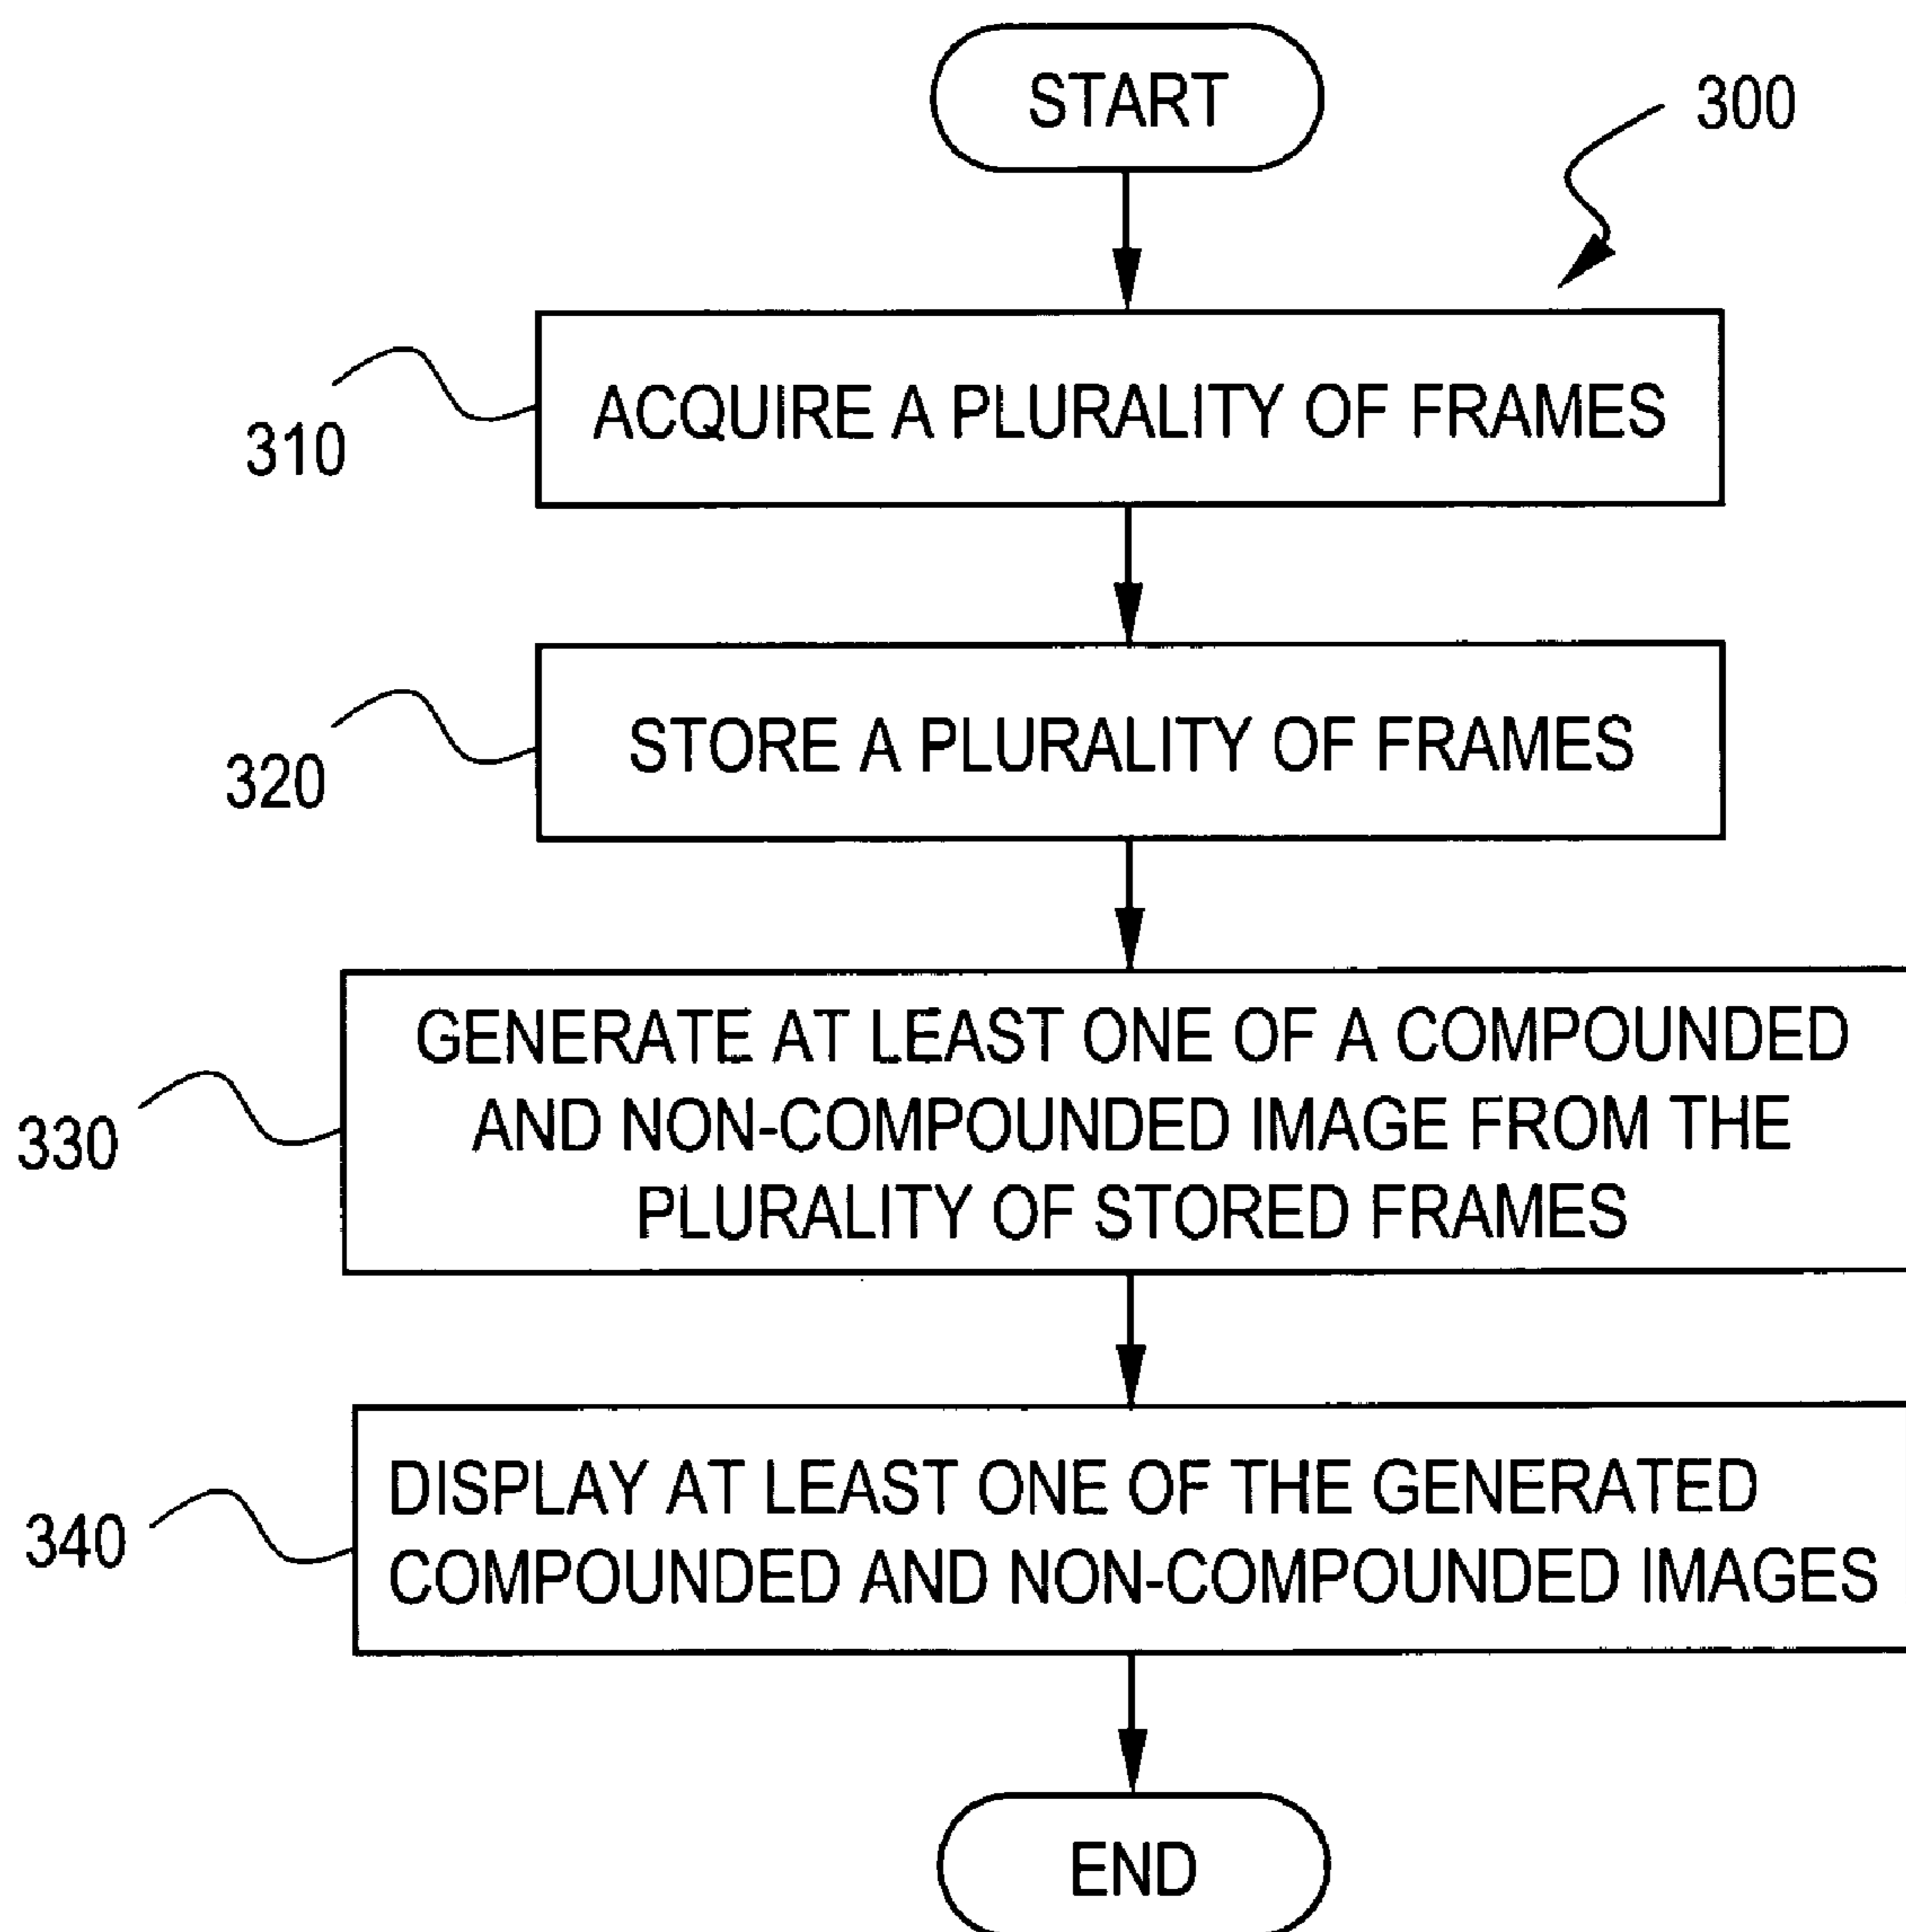 START
300
ACQUIRE A PLURALITY OF FRAMES
310
STORE A PLURALITY OF FRAMES
320
GENERATE AT LEAST ONE OF A COMPOUNDED
AND NON-COMPOUNDED IMAGE FROM THE
PLURALITY OF STORED FRAMES
330
DISPLAY AT LEAST ONE OF THE GENERATED
COMPOUNDED AND NON-COMPOUNDED IMAGES
340
END